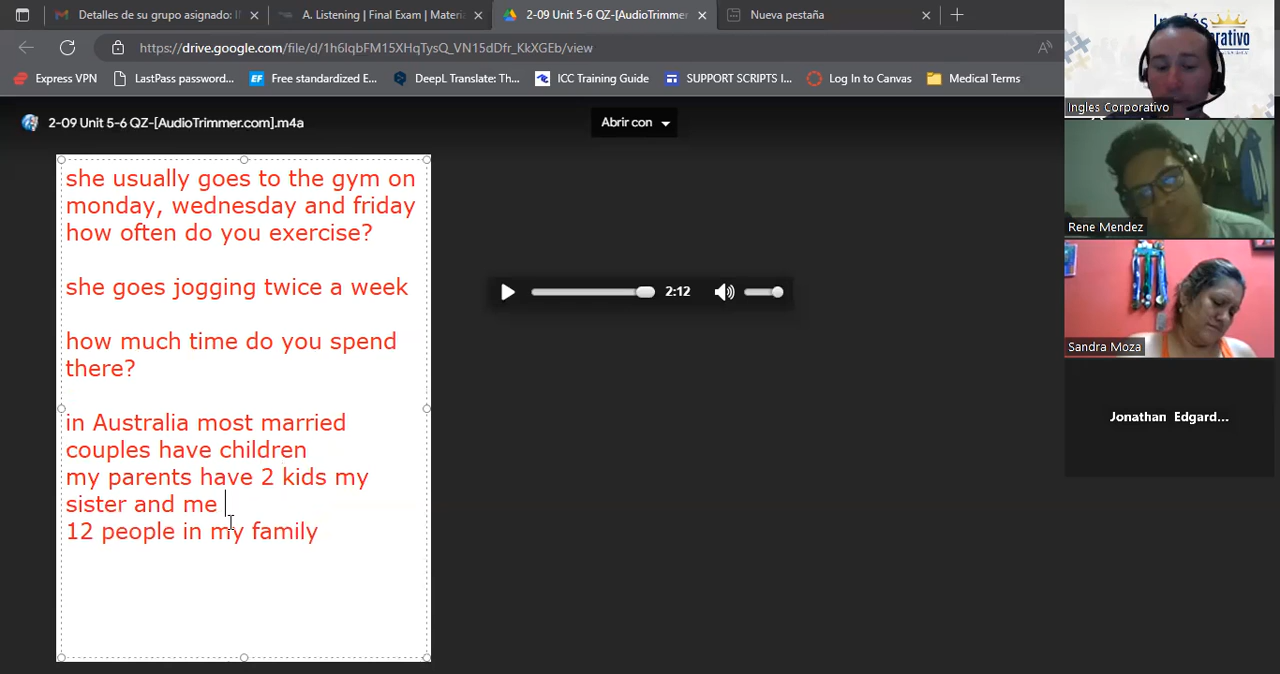 Detalles de su grupo asignado: I
A. Listening | Final Exam | Materi
2-09 Unit 5-6 QZ-[AudioTrimmer
Nueva pestaña
https://drive.google.com/file/d/1h6lqbFM15XHqTysQ_VN15dDfr_KkXGEb/view
Express VPN
LastPass password...
EF
Free standardized E...
DeepL Translate: Th...
ICC Training Guide
SUPPORT SCRIPTS I...
Log In to Canvas
Medical Terms
2-09 Unit 5-6 QZ-[AudioTrimmer.com].m4a
Abrir con
she usually goes to the gym on
monday, wednesday and friday
how often do you exercise?
she goes jogging twice a week
how much time do you spend
there?
in Australia most married
couples have children
my parents have 2 kids my
sister and me
12 people in my family
2:12
Ingles Corporativo
Rene Mendez
Sandra Moza
Jonathan Edgard...